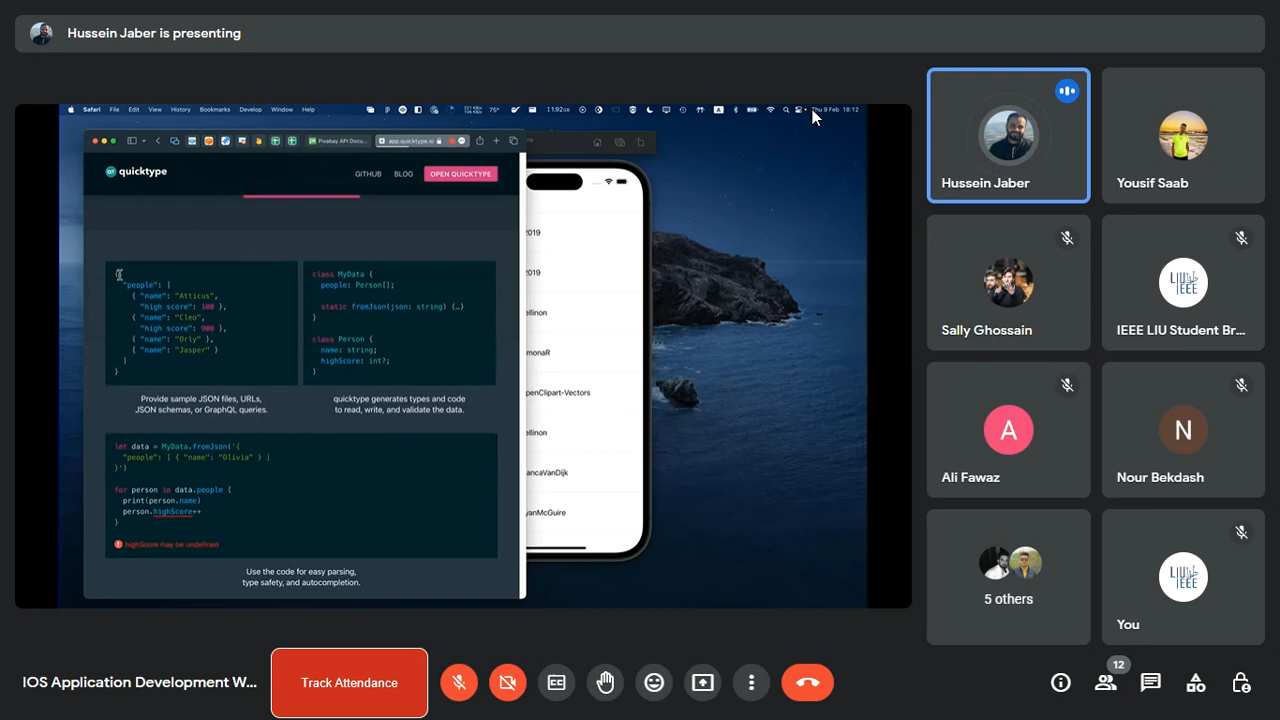 Hussein Jaber is presenting
Safari File Edit View History Bookmarks Develop Window Help
75°
Thu 9 Feb 18:12
Pixabay API Docu...
app.quicktype.io
quicktype
GITHUB BLOG OPEN QUICKTYPE
{
"people": [
{ "name": "Atticus",
"high score": 100 },
{ "name": "Cleo",
"high score": 900 },
{ "name": "Orly" },
{ "name": "Jasper" }
]
}
class MyData {
people: Person[];
static fromJson(json: string) {…}
}
class Person {
name: string;
highScore: int?;
}
Provide sample JSON files, URLs,
JSON schemas, or GraphQL queries.
quicktype generates types and code
to read, write, and validate the data.
let data = MyData.fromJson('{
"people": [ { "name": "Olivia" } ]
}')
for person in data.people {
print(person.name)
person.highScore++
}
highScore may be undefined
Use the code for easy parsing,
type safety, and autocompletion.
2019
2019
ellinon
monaR
penClipart-Vectors
ellinon
ancaVanDijk
yanMcGuire
Hussein Jaber
Yousif Saab
Sally Ghossain
LIU IEEE
IEEE LIU Student Br...
A
Ali Fawaz
N
Nour Bekdash
5 others
LIU IEEE
You
IOS Application Development W...
Track Attendance
12